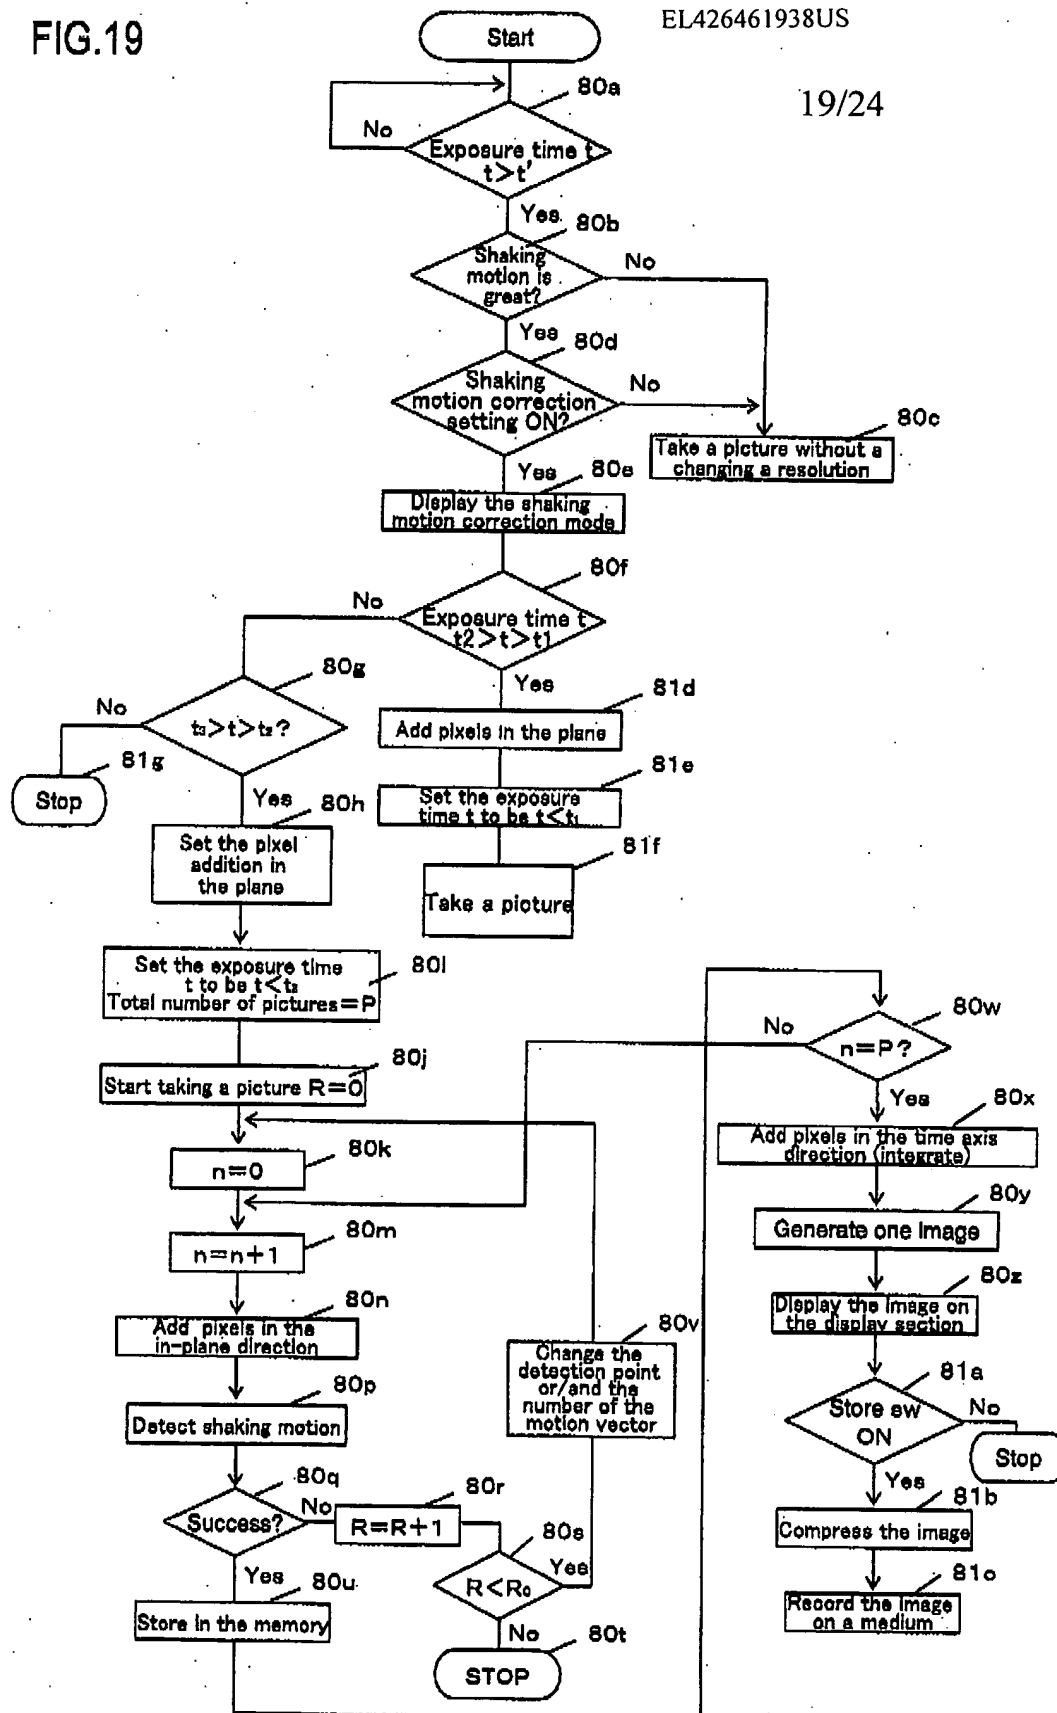 FIG.19
EL426461938US
19/24
Start
80a
No
Exposure time t
t>t'
Yes
80b
Shaking
motion is
great?
No
Yes
80d
Shaking
motion correction
setting ON?
No
80c
Take a picture without a
changing a resolution
Yes
80e
Display the shaking
motion correction mode
80f
No
Exposure time t
t2>t>t1
Yes
80g
No
t3>t>t2?
81g
Stop
Yes
81d
Add pixels in the plane
81e
Set the exposure
time t to be t<t1
81f
Take a picture
80h
Set the pixel
addition in
the plane
80i
Set the exposure time
t to be t<t2
Total number of pictures=P
80j
Start taking a picture R=0
80k
n=0
80m
n=n+1
80n
Add pixels in the
in-plane direction
80p
Detect shaking motion
80q
Success?
No
80r
R=R+1
80s
R<R0
Yes
80v
Change the
detection point
or/and the
number of the
motion vector
No
80t
STOP
Yes
80u
Store in the memory
80w
No
n=P?
Yes
80x
Add pixels in the time axis
direction (integrate)
80y
Generate one image
80z
Display the image on
the display section
81a
Store sw
ON
No
Stop
Yes
81b
Compress the image
81c
Record the image
on a medium